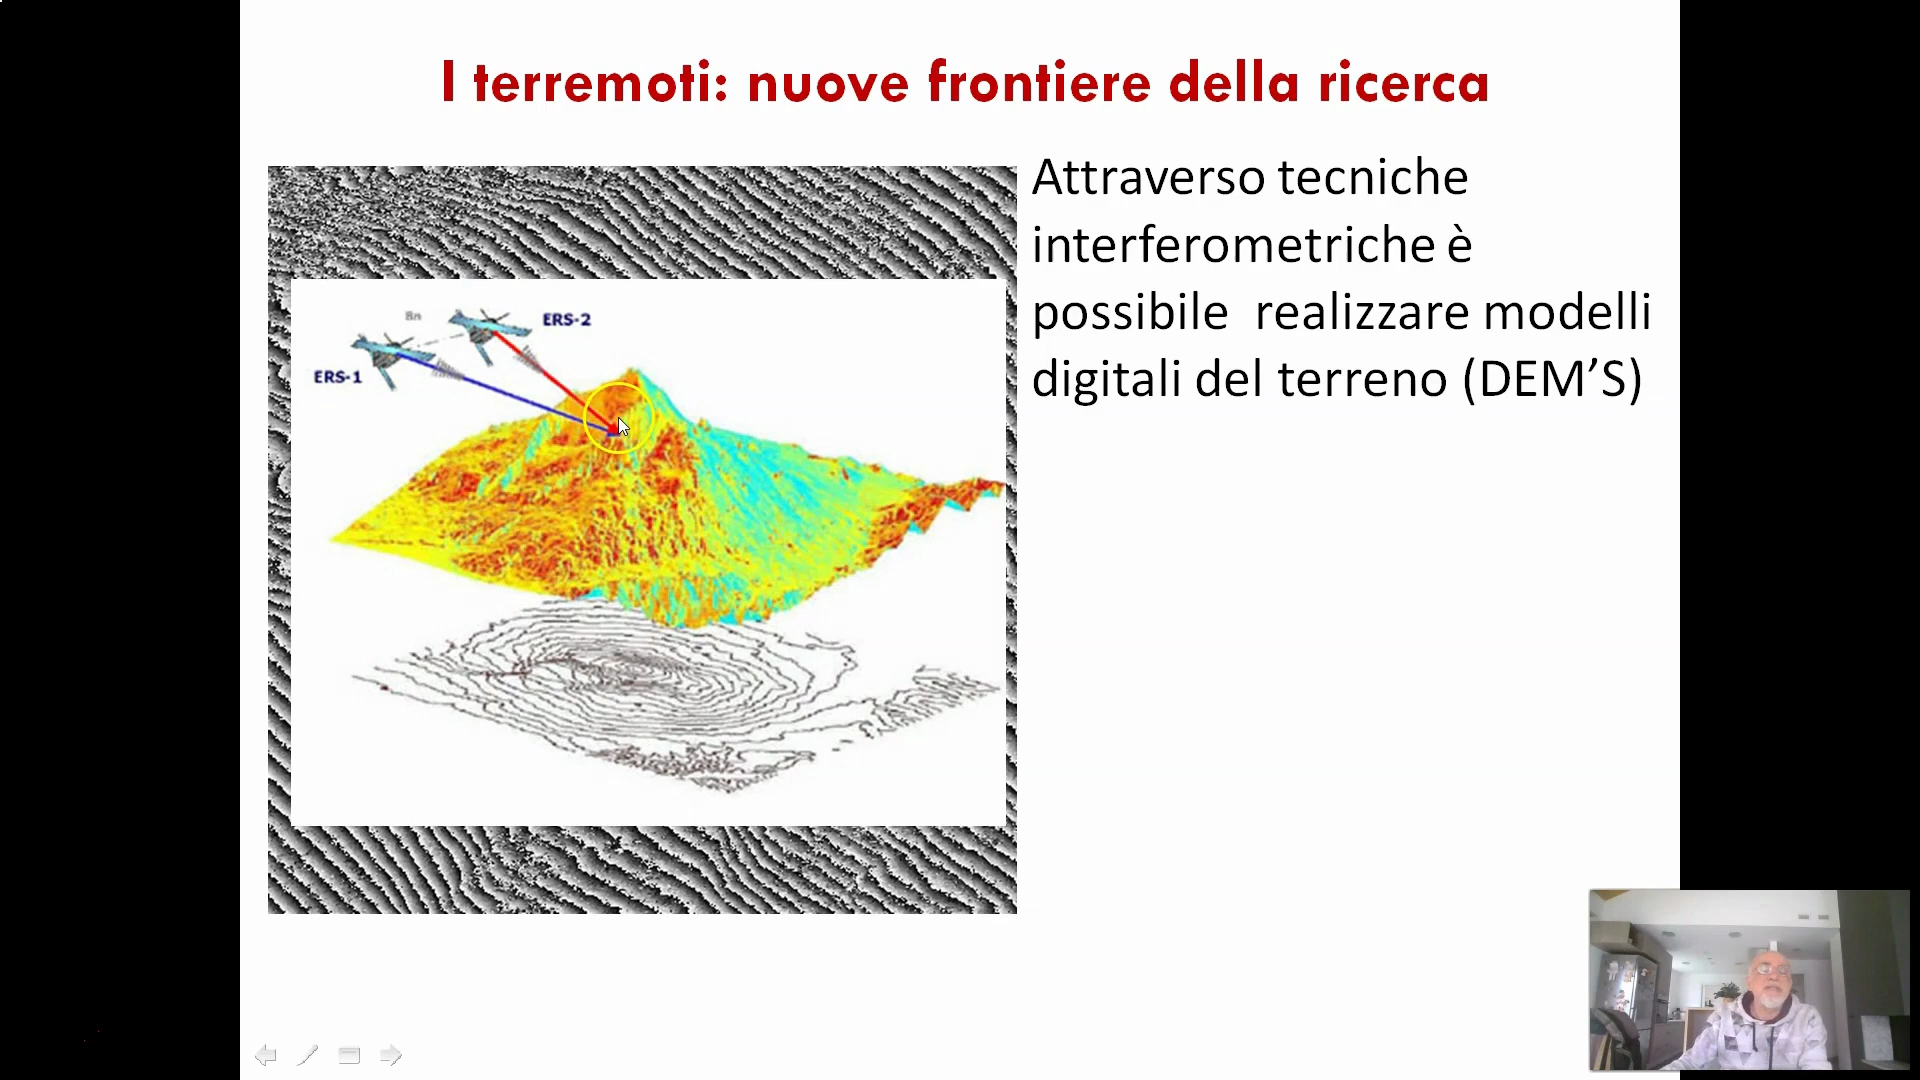 I terremoti: nuove frontiere della ricerca
Attraverso tecniche
interferometriche è
possibile  realizzare modelli
digitali del terreno (DEM’S)
Bn
ERS-2
ERS-1